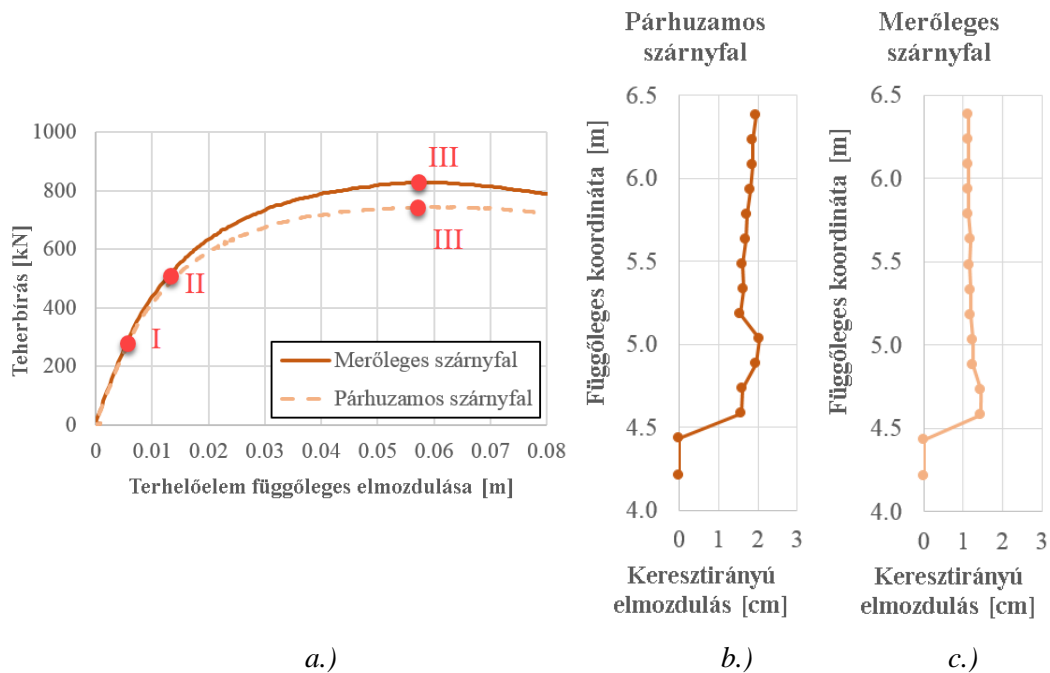 Párhuzamos
szárnyfal
Merőleges
szárnyfal
1000
800
600
400
200
0
Teherbírás [kN]
III
III
II
I
Merőleges szárnyfal
Párhuzamos szárnyfal
0 0.01 0.02 0.03 0.04 0.05 0.06 0.07 0.08
Terhelőelem függőleges elmozdulása [m]
6.5
6.0
5.5
5.0
4.5
4.0
Függőleges koordináta [m]
0 1 2 3
Keresztirányú
elmozdulás [cm]
6.5
6.0
5.5
5.0
4.5
4.0
Függőleges koordináta [m]
0 1 2 3
Keresztirányú
elmozdulás [cm]
a.)
b.)
c.)